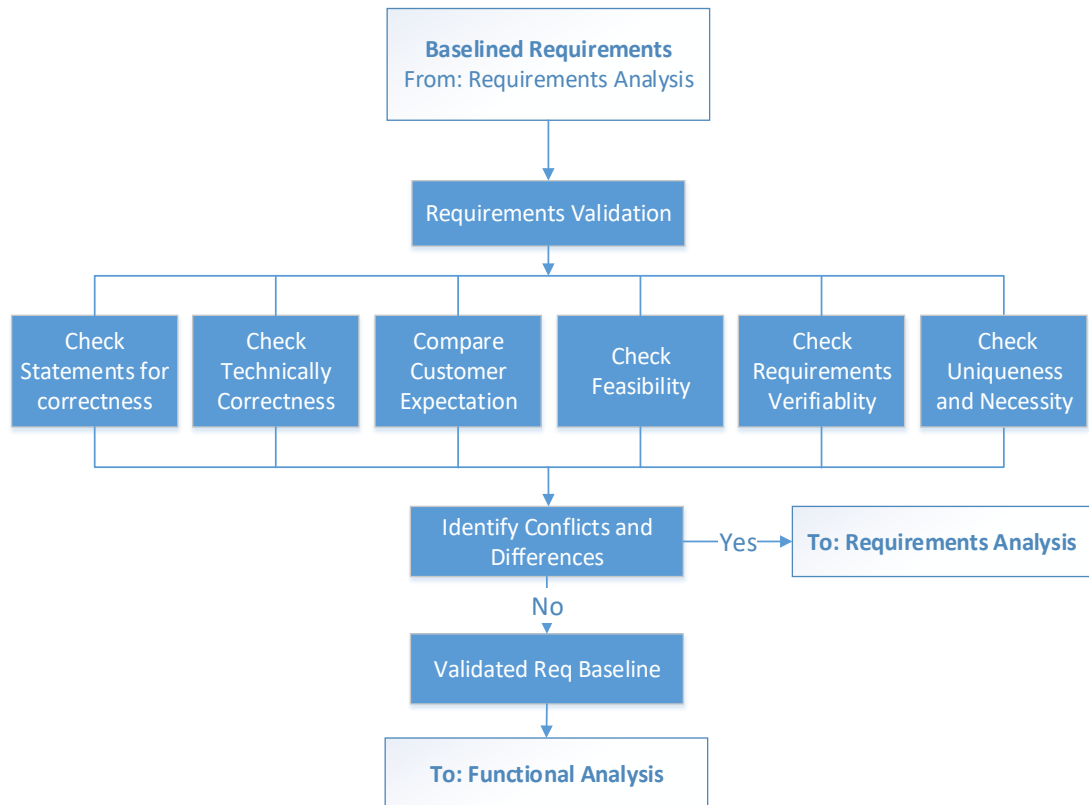 Baselined Requirements
From: Requirements Analysis
Requirements Validation
Check
Statements for
correctness
Check
Technically
Correctness
Compare
Customer
Expectation
Check
Feasibility
Check
Requirements
Verifiablity
Check
Uniqueness
and Necessity
Identify Conflicts and
Differences
Yes
To: Requirements Analysis
No
Validated Req Baseline
To: Functional Analysis